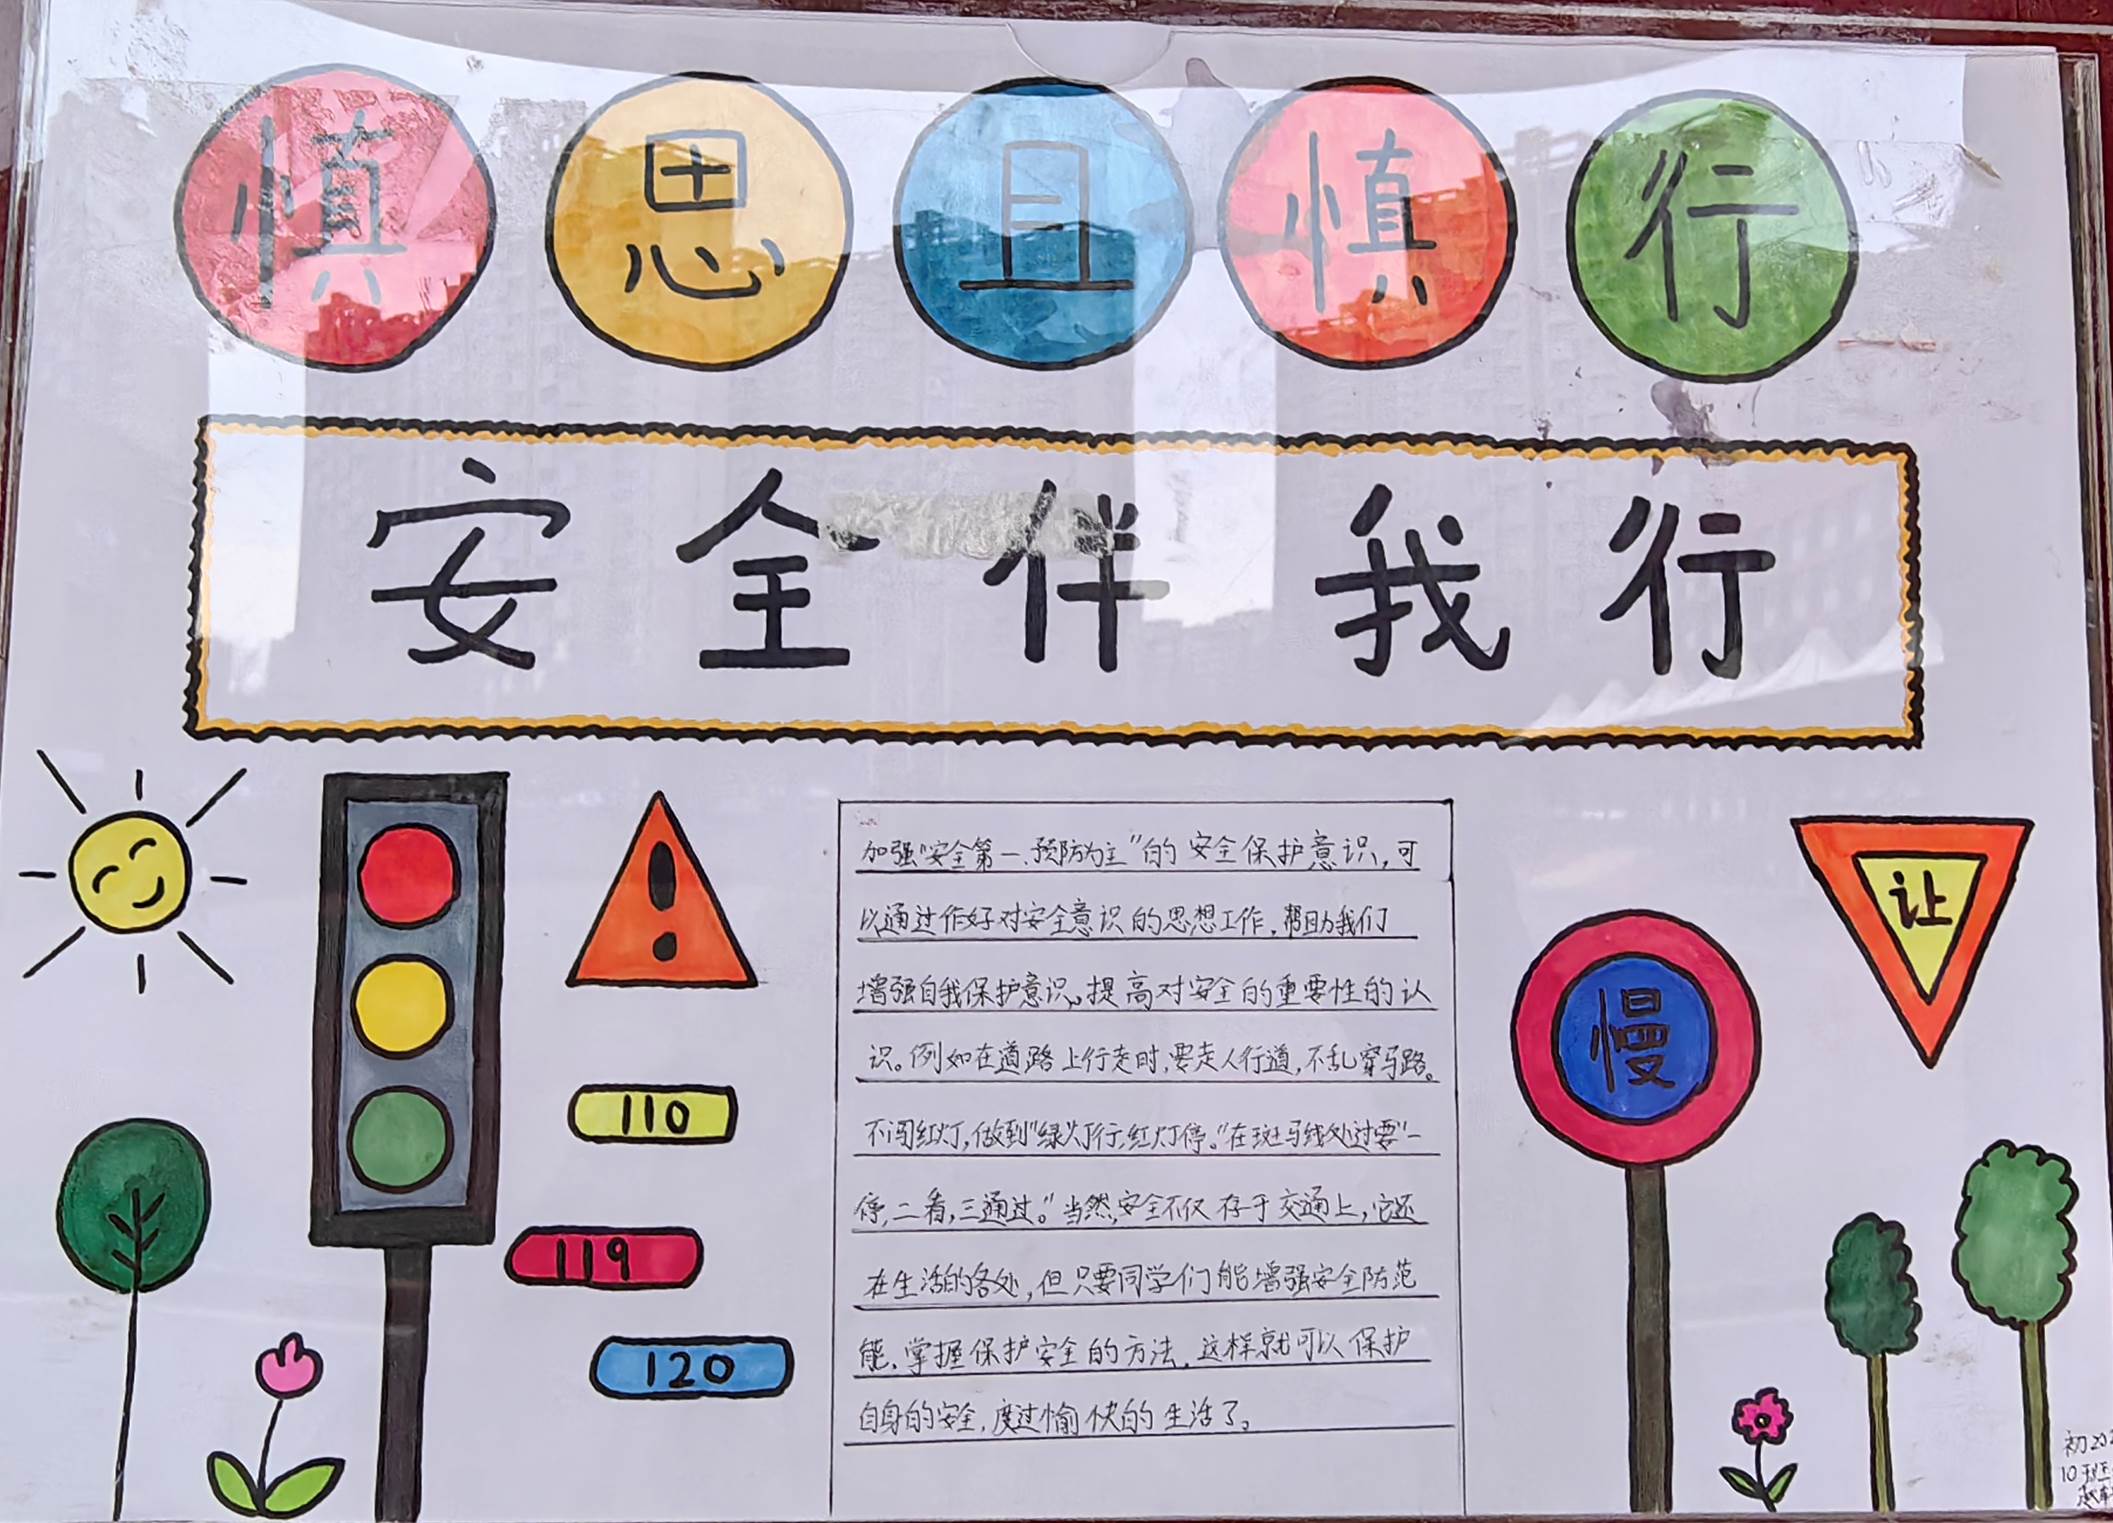 慎思且慎行
安全伴我行
加强“安全第一、预防为主”的安全保护意识，可
以通过作好对安全意识的思想工作，帮助我们
增强自我保护意识。提高对安全的重要性的认
识。例如在道路上行走时，要走人行道，不乱穿马路。
不闯红灯，做到“绿灯行，红灯停。”在斑马线处过要“一
停，二看，三通过。”当然，安全不仅存于交通上，它还
在生活的各处，但只要同学们能增强安全防范
能，掌握保护安全的方法，这样就可以保护
自身的安全，度过愉快的生活了。
110
119
120
慢
让
初202
10班